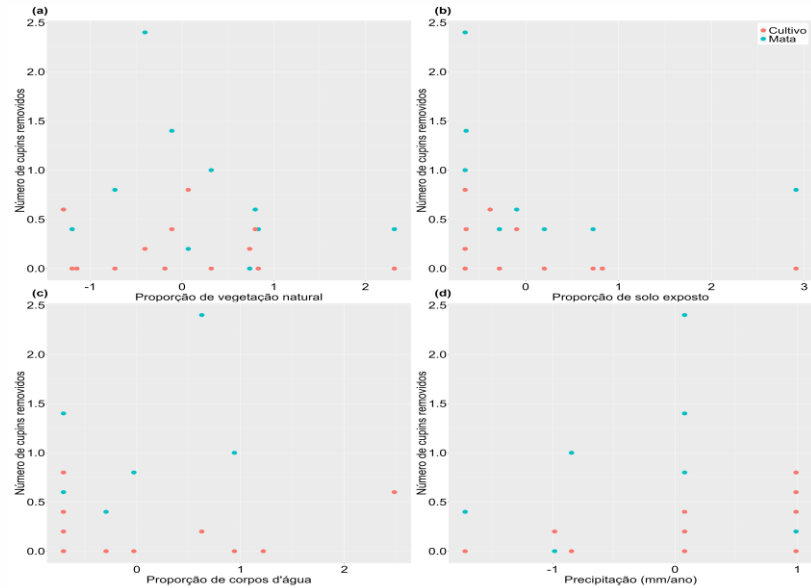 (a)
2.5
2.0
1.5
1.0
0.5
0.0
Número de cupins removidos
-1
0
1
2
Proporção de vegetação natural
(b)
Cultivo
Mata
2.5
2.0
1.5
1.0
0.5
0.0
Número de cupins removidos
0
1
2
3
Proporção de solo exposto
(c)
2.5
2.0
1.5
1.0
0.5
0.0
Número de cupins removidos
0
1
2
Proporção de corpos d'água
(d)
2.5
2.0
1.5
1.0
0.5
0.0
Número de cupins removidos
-1
0
1
Precipitação (mm/ano)